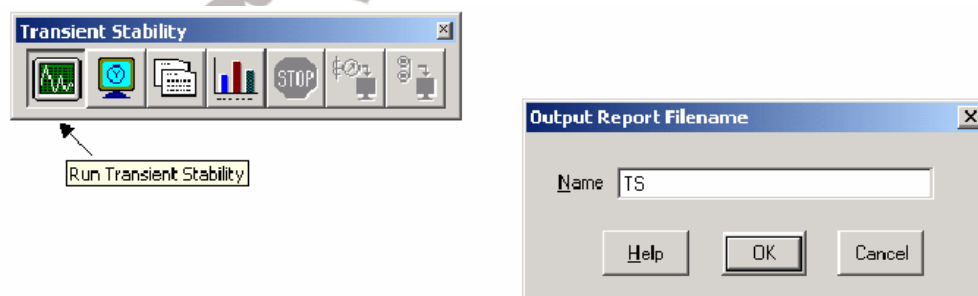 Transient Stability
STOP
Run Transient Stability
Output Report Filename
Name TS
Help OK Cancel